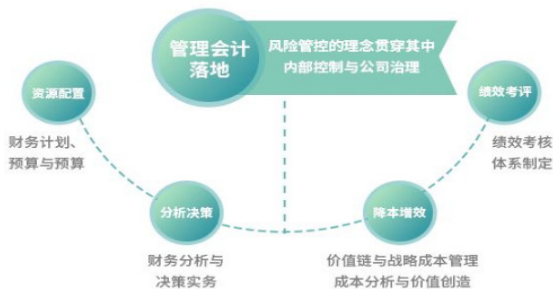 管理会计
落地
风险管控的理念贯穿其中
内部控制与公司治理
资源配置
财务计划、
预算与预算
绩效考评
绩效考核
体系制定
分析决策
财务分析与
决策实务
降本增效
价值链与战略成本管理
成本分析与价值创造